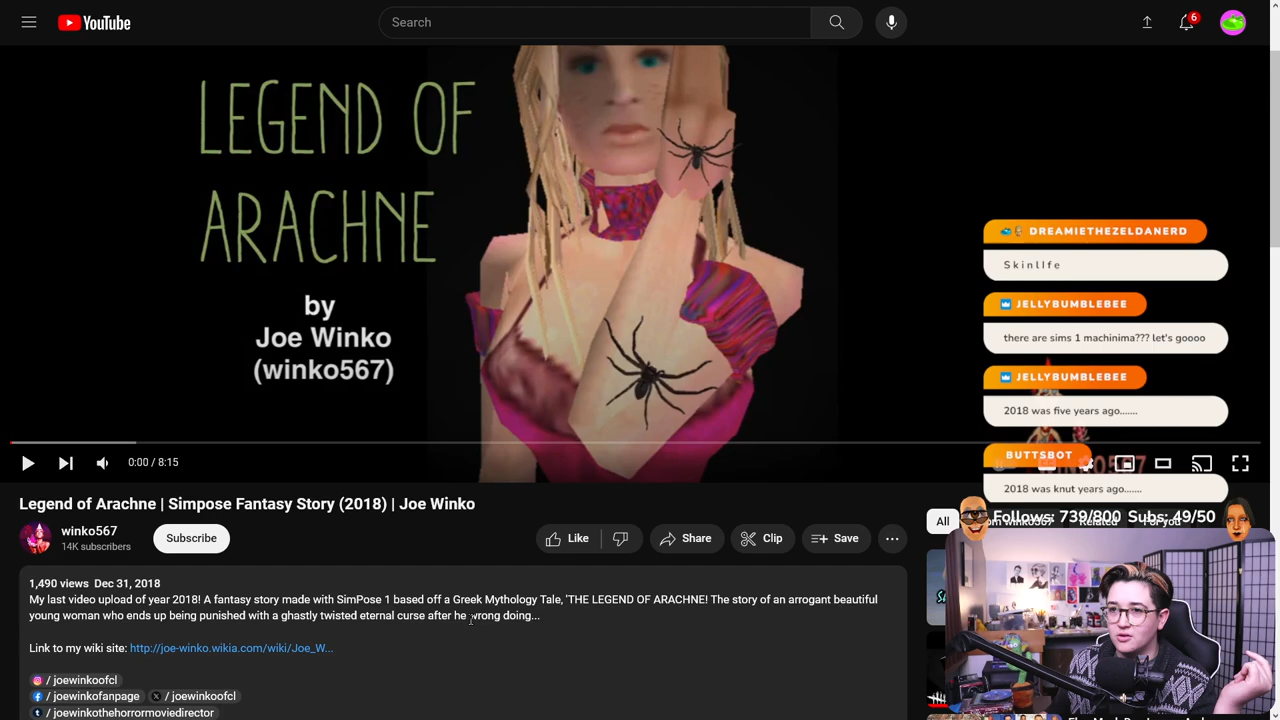 YouTube
Search
6
LEGEND OF
ARACHNE
by
Joe Winko
(winko567)
DREAMIETHEZELDANERD
S k i n l I f e
JELLYBUMBLEBEE
there are sims 1 machinima??? let's goooo
JELLYBUMBLEBEE
2018 was five years ago.......
BUTTSBOT
2018 was knut years ago.......
0:00 / 8:15
Legend of Arachne | Simpose Fantasy Story (2018) | Joe Winko
winko567
14K subscribers
Subscribe
Like
Share
Clip
Save
All
Follows: 739/800 Subs: 49/50
1,490 views Dec 31, 2018
My last video upload of year 2018! A fantasy story made with SimPose 1 based off a Greek Mythology Tale, 'THE LEGEND OF ARACHNE! The story of an arrogant beautiful
young woman who ends up being punished with a ghastly twisted eternal curse after he wrong doing...
Link to my wiki site: http://joe-winko.wikia.com/wiki/Joe_W...
/ joewinkoofcl
/ joewinkofanpage / joewinkoofcl
/ joewinkothehorrormoviedirector